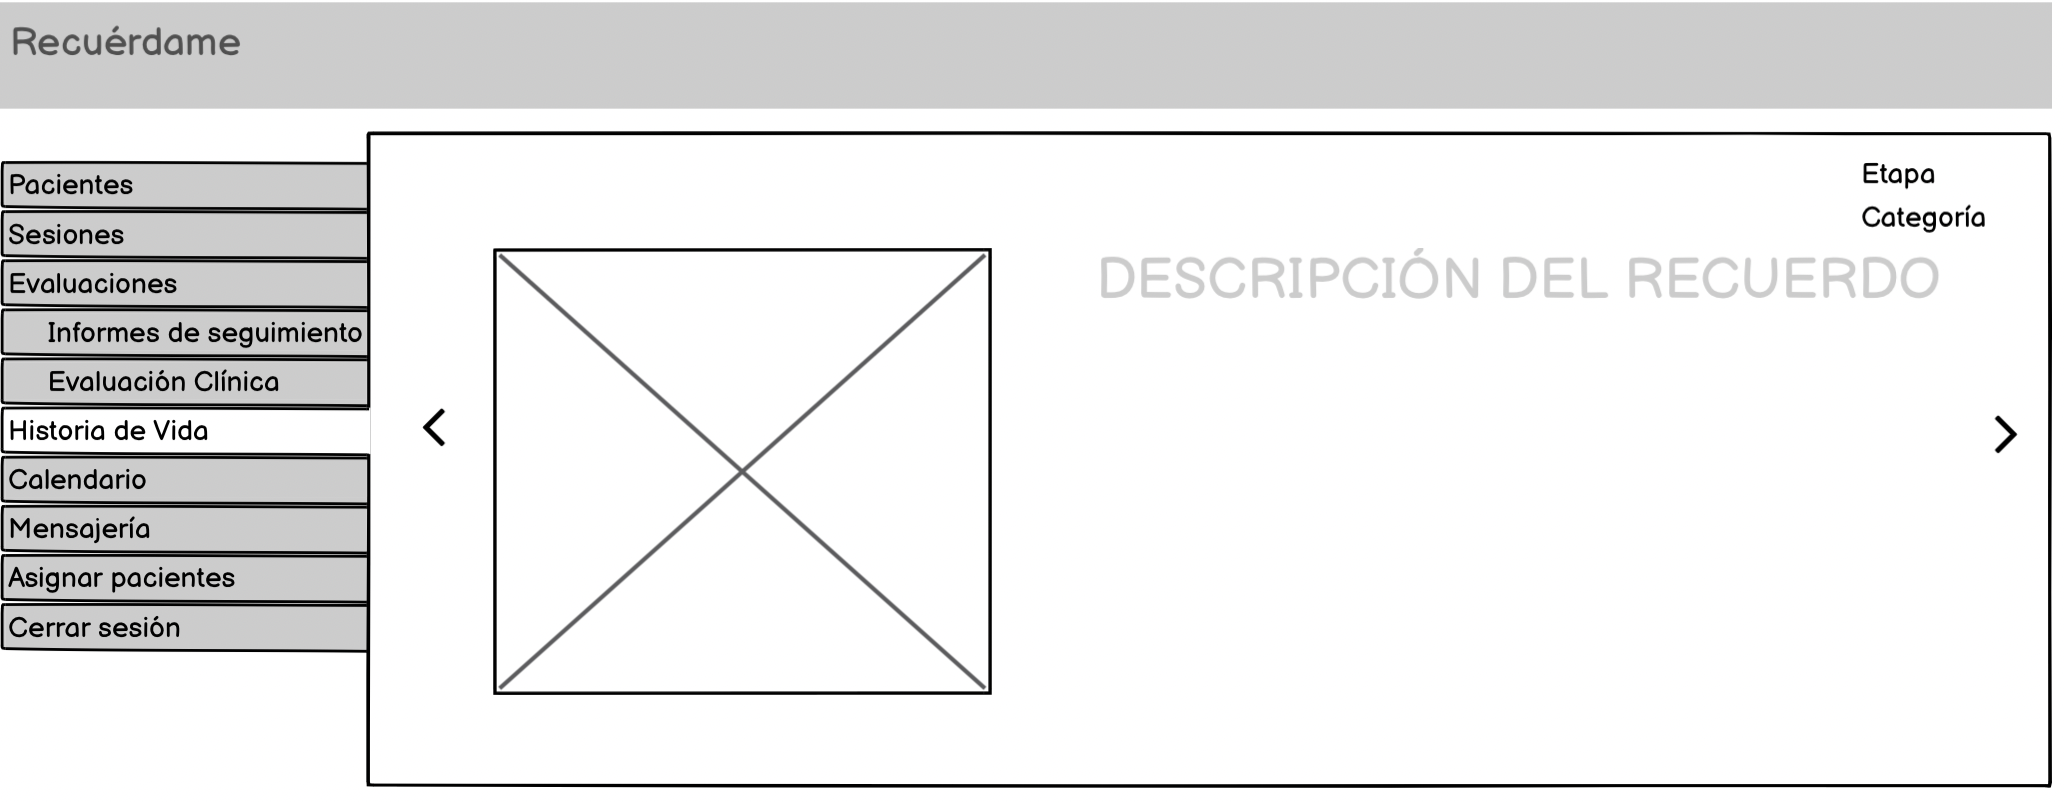 Recuérdame
Pacientes
Sesiones
Evaluaciones
Informes de seguimiento
Evaluación Clínica
Historia de Vida
Calendario
Mensajería
Asignar pacientes
Cerrar sesión
Etapa
Categoría
DESCRIPCIÓN DEL RECUERDO